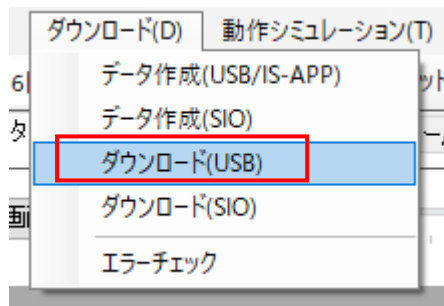 ダウンロード(D) 動作シミュレーション(T)
データ作成(USB/IS-APP)
データ作成(SIO)
ダウンロード(USB)
ダウンロード(SIO)
エラーチェック